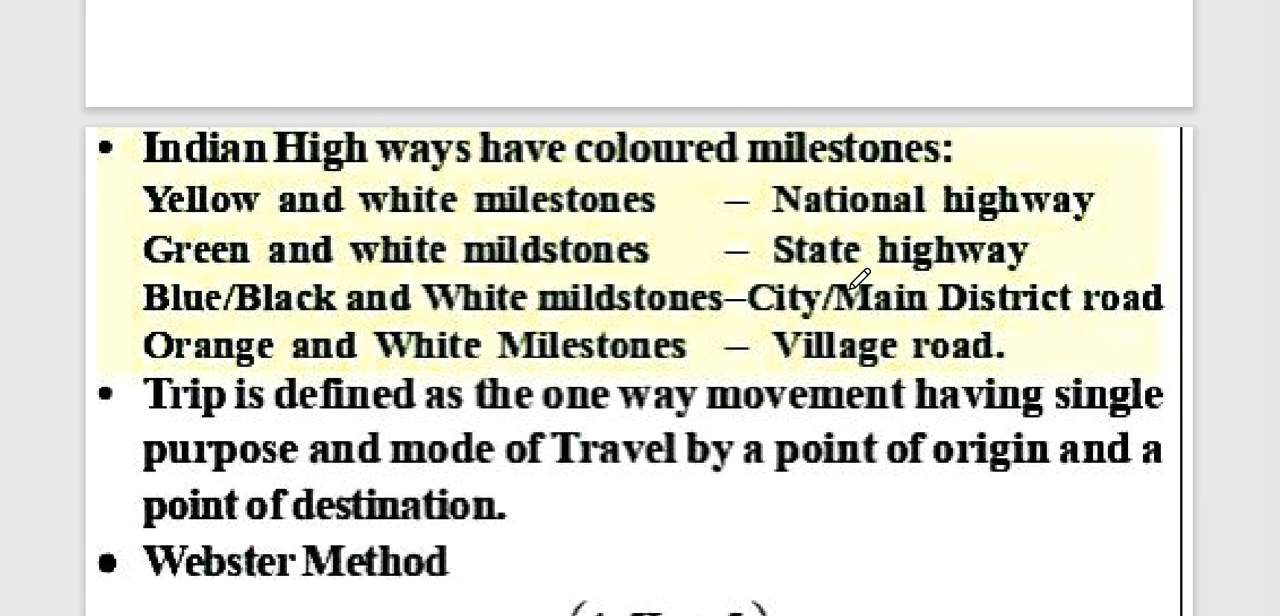 • Indian High ways have coloured milestones:
Yellow and white milestones – National highway
Green and white mildstones – State highway
Blue/Black and White mildstones–City/Main District road
Orange and White Milestones – Village road.
• Trip is defined as the one way movement having single
purpose and mode of Travel by a point of origin and a
point of destination.
• Webster Method